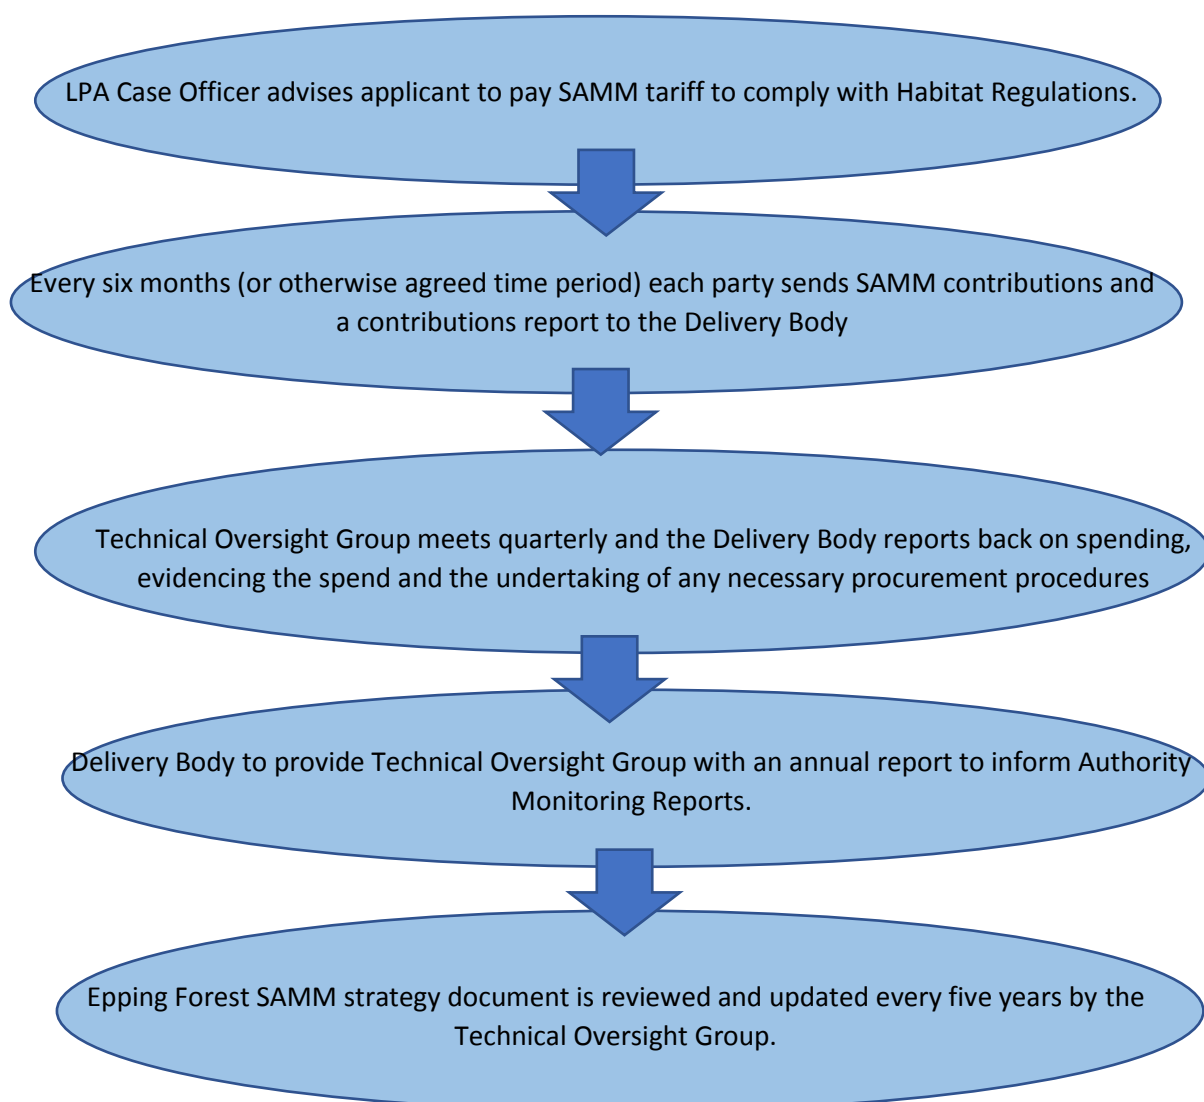 LPA Case Officer advises applicant to pay SAMM tariff to comply with Habitat Regulations.
Every six months (or otherwise agreed time period) each party sends SAMM contributions and
a contributions report to the Delivery Body
Technical Oversight Group meets quarterly and the Delivery Body reports back on spending,
evidencing the spend and the undertaking of any necessary procurement procedures
Delivery Body to provide Technical Oversight Group with an annual report to inform Authority
Monitoring Reports.
Epping Forest SAMM strategy document is reviewed and updated every five years by the
Technical Oversight Group.